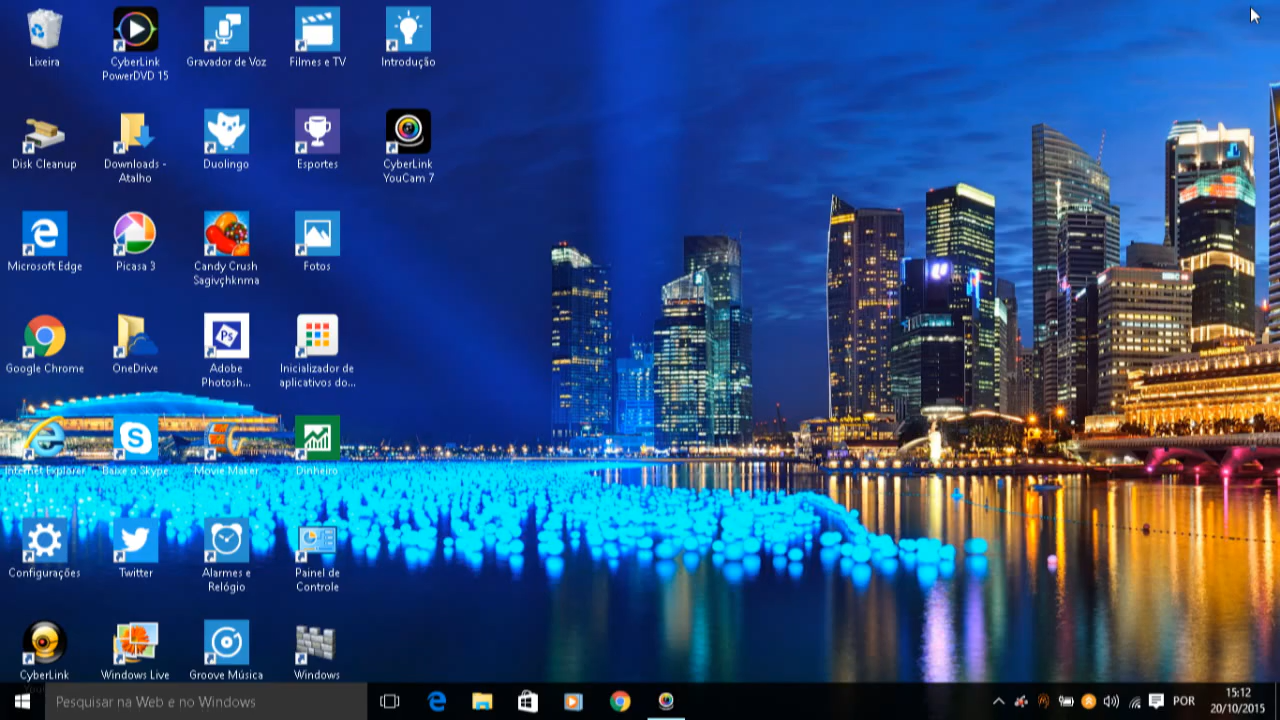 Lixeira
CyberLink
PowerDVD 15
Gravador de Voz
Filmes e TV
Introdução
Disk Cleanup
Downloads -
Atalho
Duolingo
Esportes
CyberLink
YouCam 7
Microsoft Edge
Picasa 3
Candy Crush
Sagivçhknma
Fotos
Google Chrome
OneDrive
Ps
Adobe
Photosh...
Inicializador de
aplicativos do...
Internet Explorer
Baixe o Skype
Movie Maker
Dinheiro
Configurações
Twitter
Alarmes e
Relógio
Painel de
Controle
CyberLink
Windows Live
Groove Música
Windows
Pesquisar na Web e no Windows
POR
15:12
20/10/2015